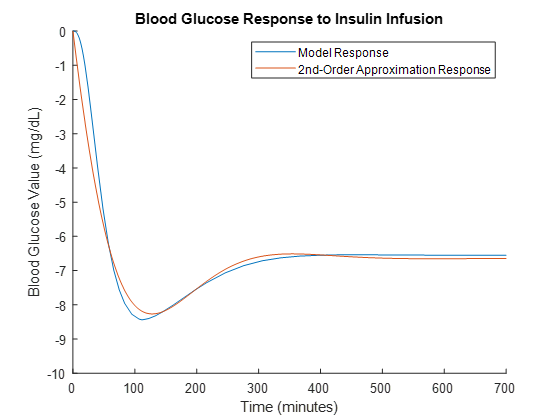 Blood Glucose Response to Insulin Infusion
Model Response
2nd-Order Approximation Response
0
-1
-2
-3
-4
-5
-6
-7
-8
-9
-10
Blood Glucose Value (mg/dL)
0 100 200 300 400 500 600 700
Time (minutes)